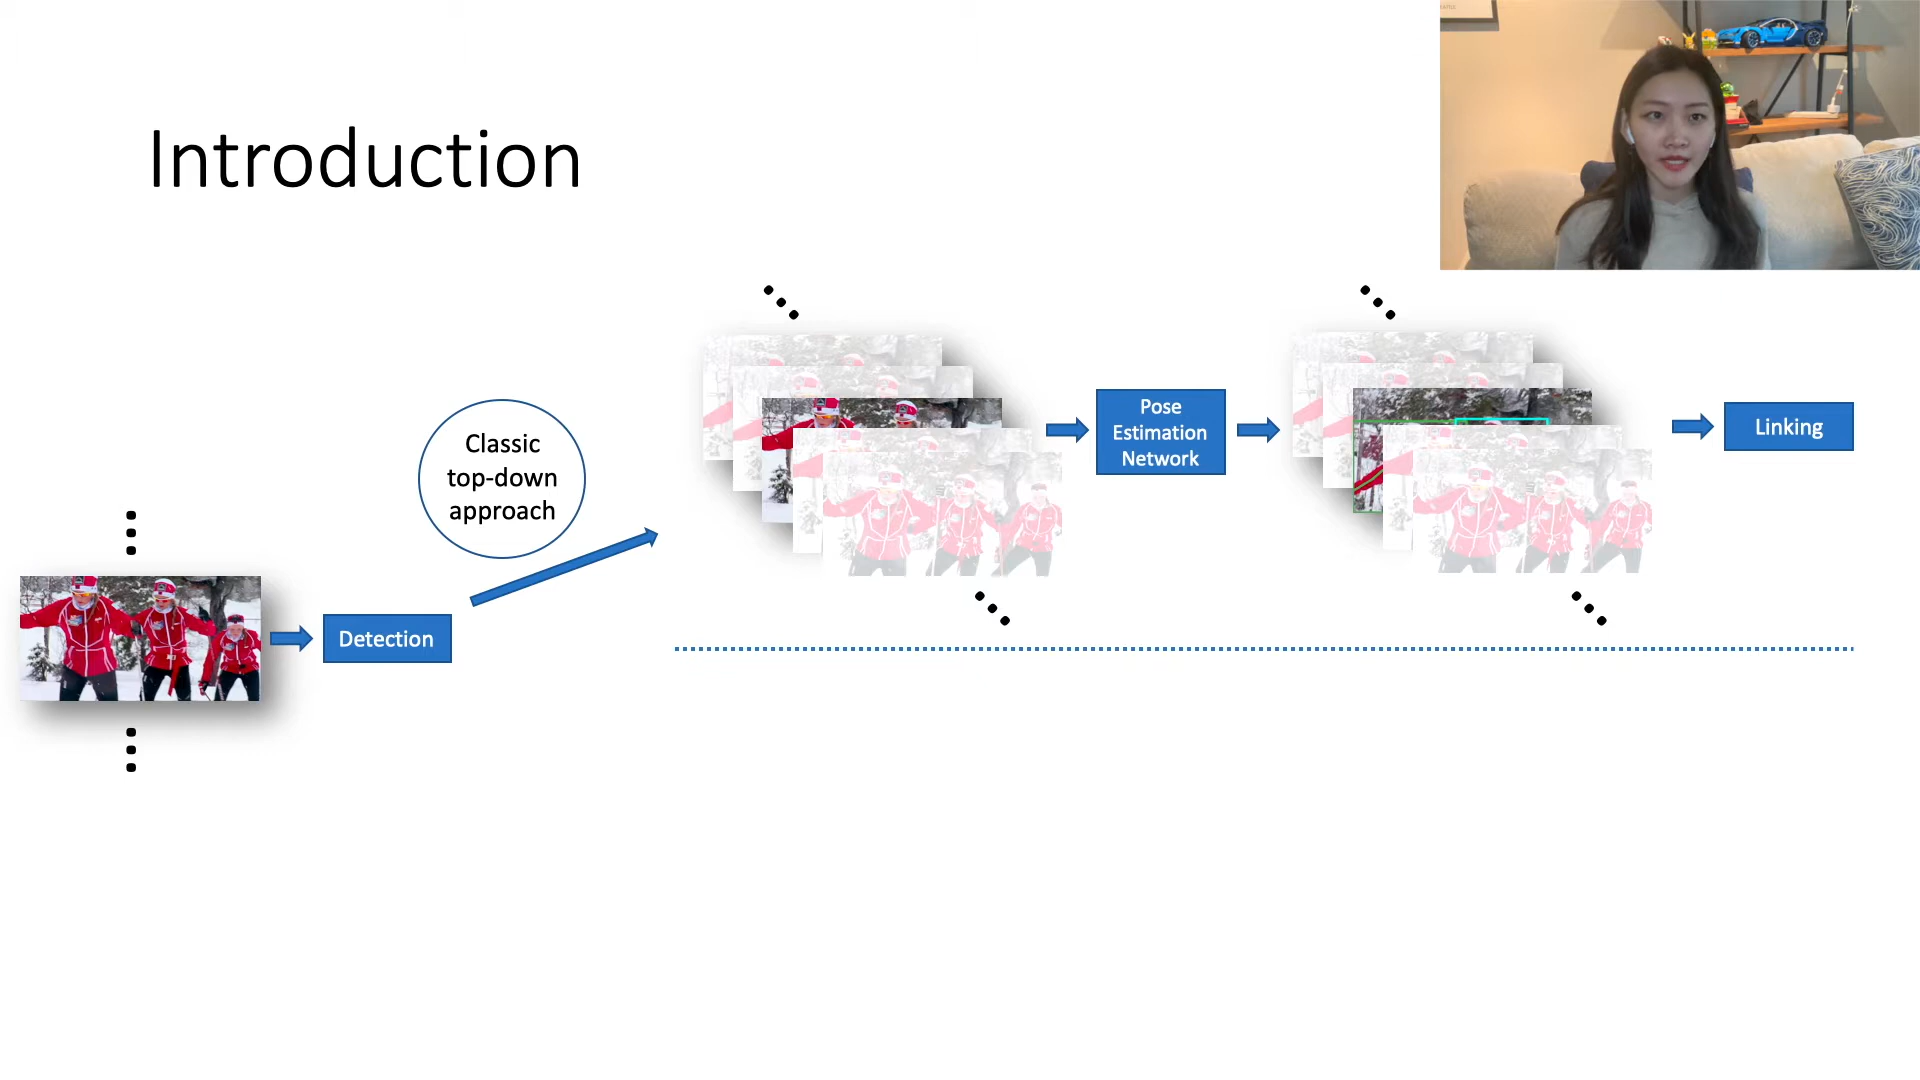 Introduction
Classic
top-down
approach
Detection
Pose
Estimation
Network
Linking